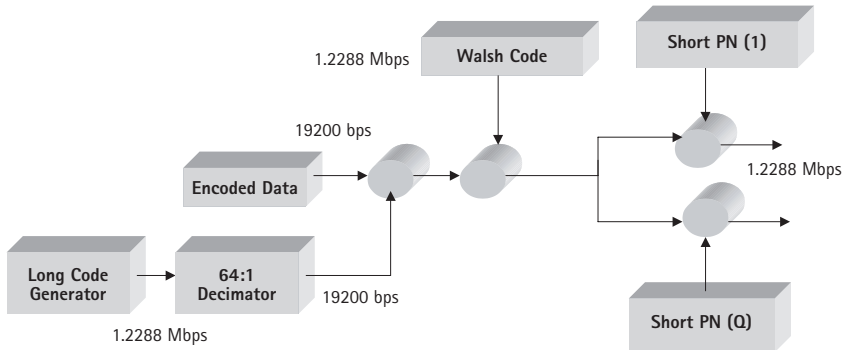 Short PN (1)
1.2288 Mbps
Walsh Code
19200 bps
1.2288 Mbps
Encoded Data
Long Code
Generator
64:1
Decimator
19200 bps
Short PN (Q)
1.2288 Mbps